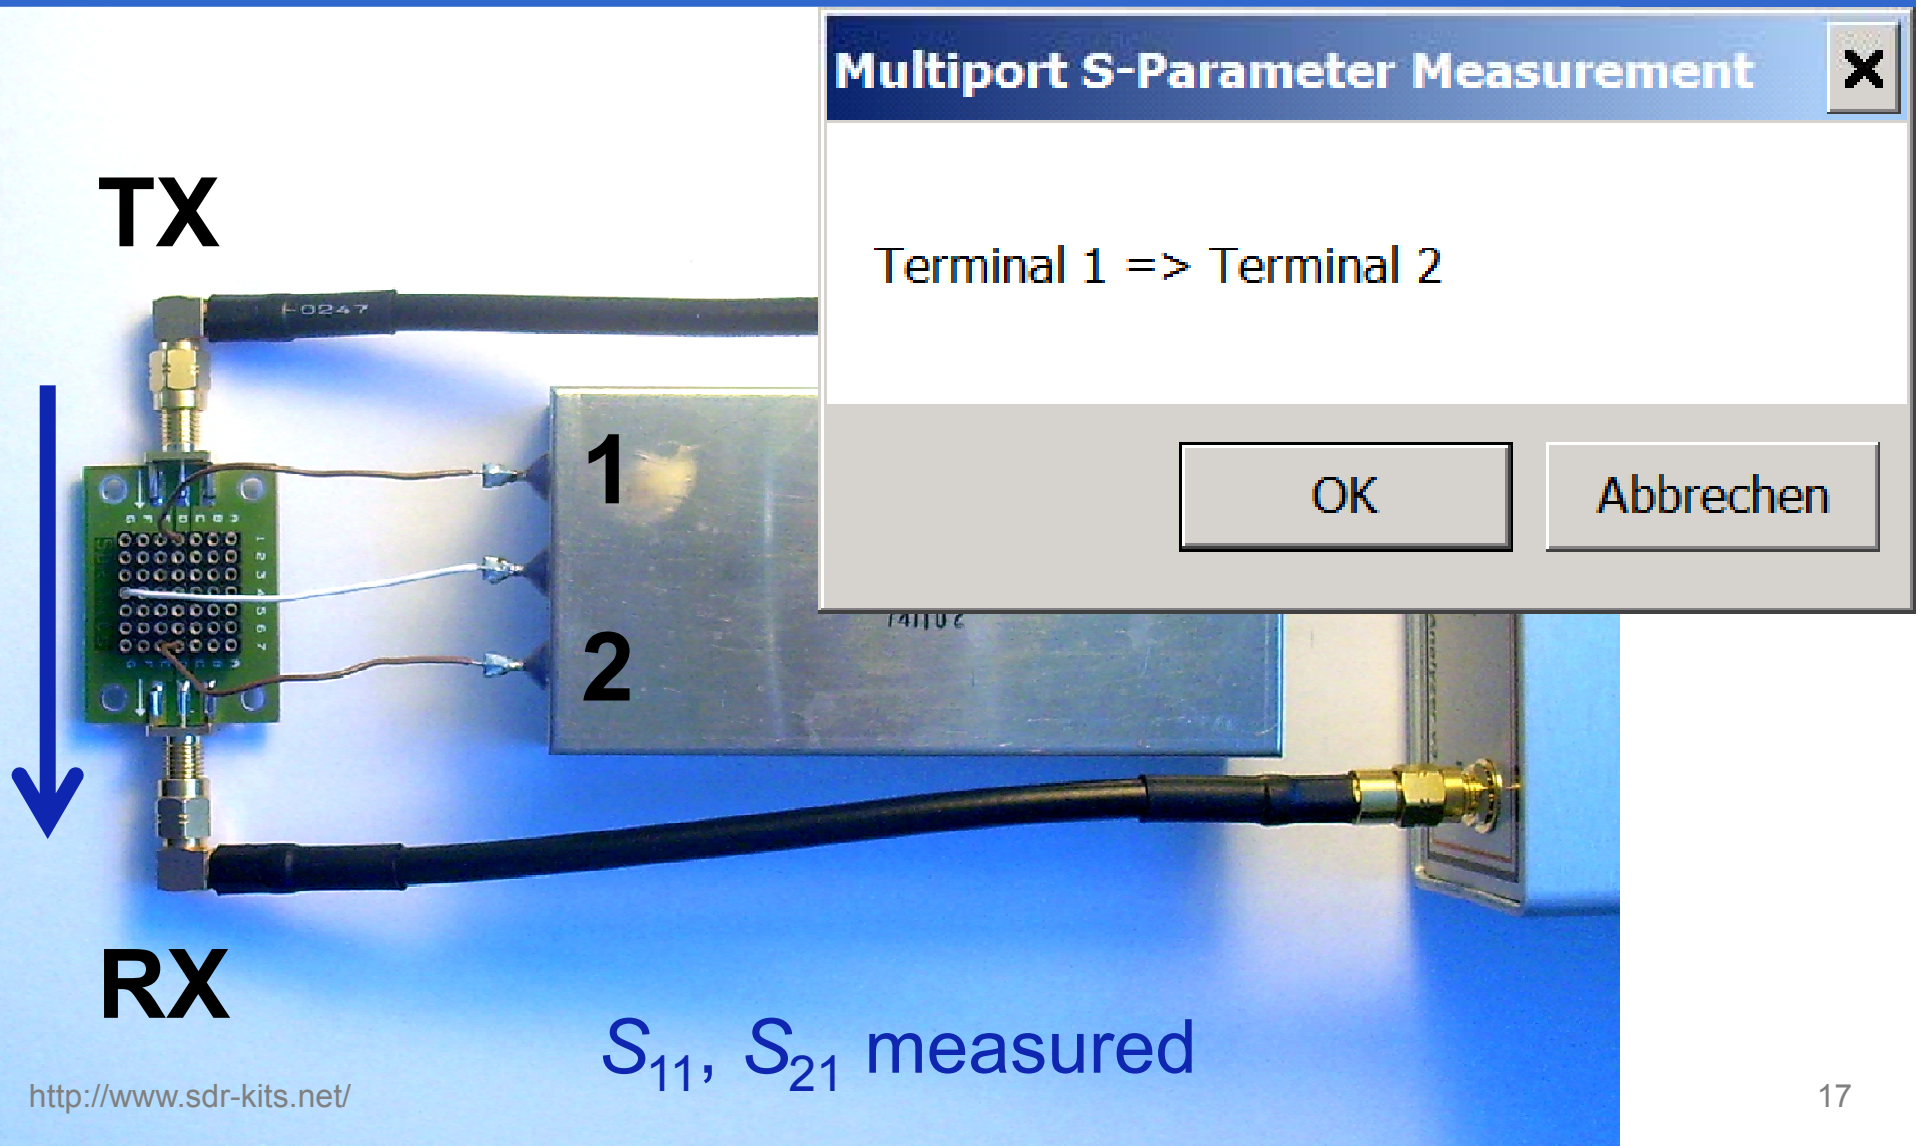 Multiport S-Parameter Measurement
TX
Terminal 1 => Terminal 2
0247
1
OK
Abbrechen
2
RX
S11, S21 measured
http://www.sdr-kits.net/
17